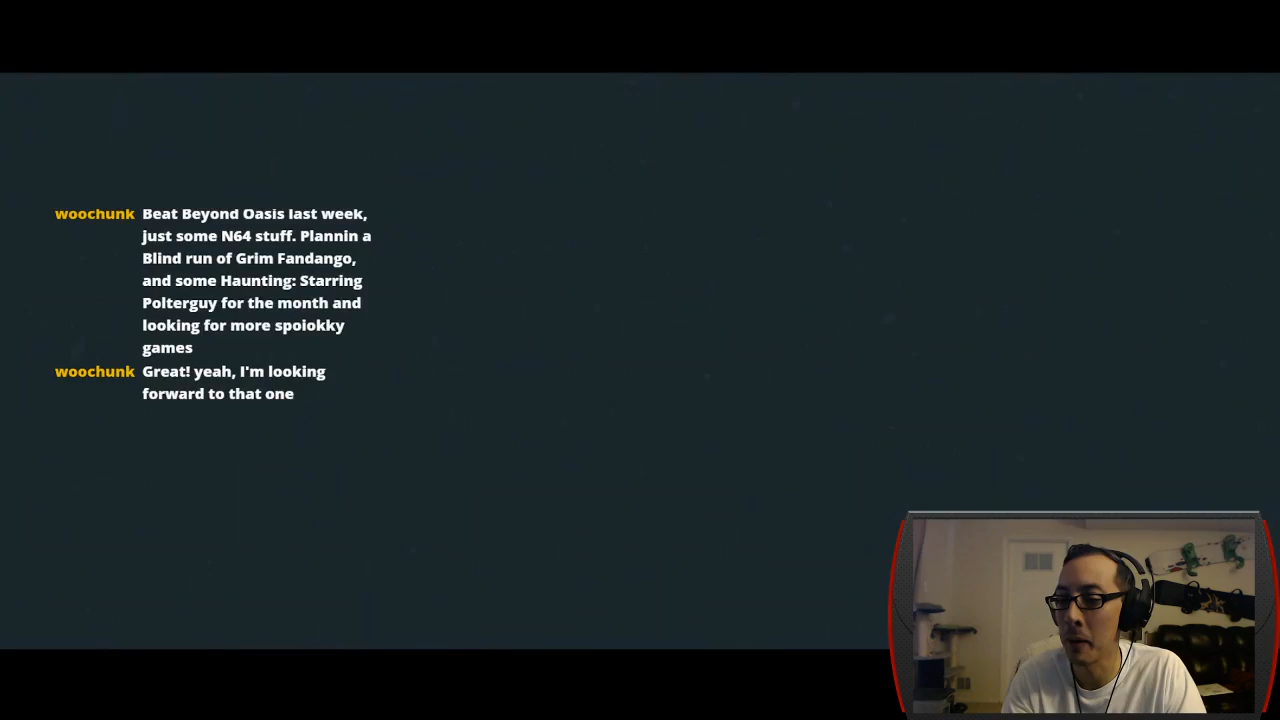 woochunk Beat Beyond Oasis last week,
just some N64 stuff. Plannin a
Blind run of Grim Fandango,
and some Haunting: Starring
Polterguy for the month and
looking for more spoiokky
games
woochunk Great! yeah, I'm looking
forward to that one